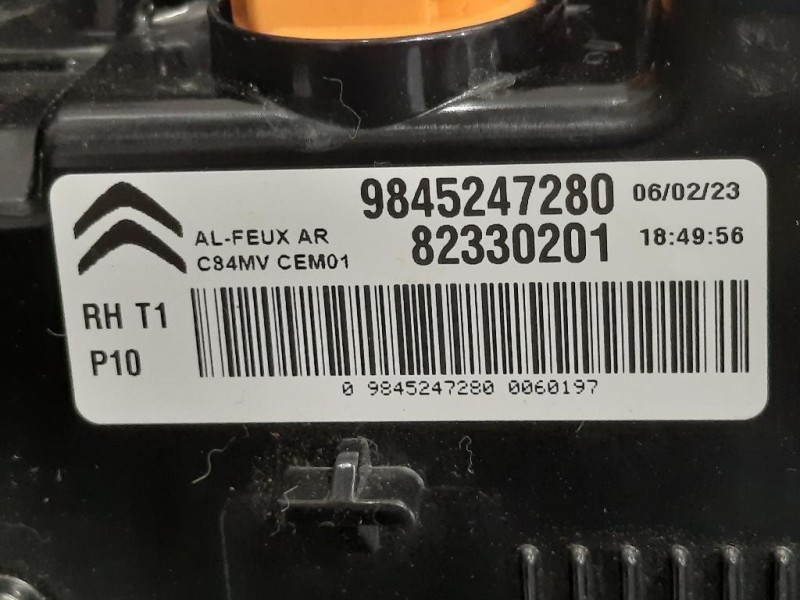 9845247280 06/02/23
AL-FEUX AR 82330201 18:49:56
C84MV CEM01
RH T1
P10
0 9845247280 0060197